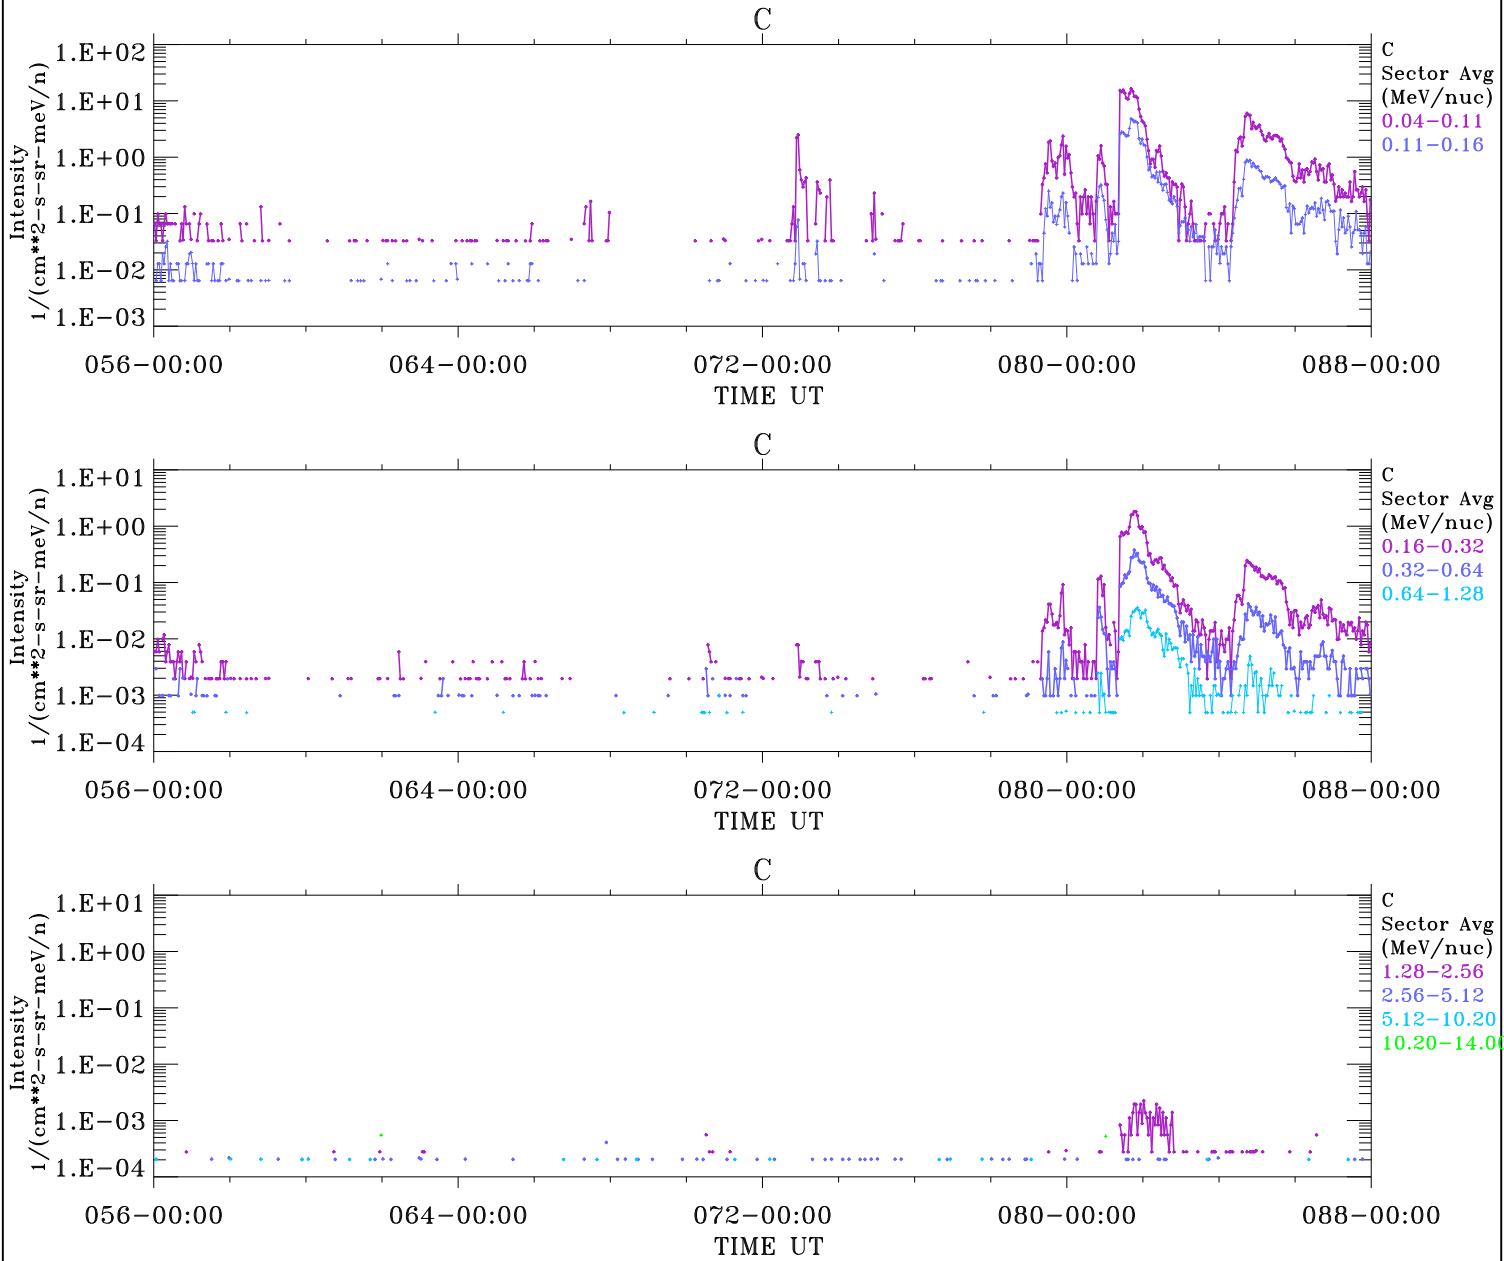 C
1.E+02
1.E+01
1.E+00
1.E−01
1.E−02
1.E−03
Intensity
1/(cm**2−s−sr−meV/n)
056−00:00 064−00:00 072−00:00 080−00:00 088−00:00
TIME UT
C
Sector Avg
(MeV/nuc)
0.04−0.11
0.11−0.16
C
1.E+01
1.E+00
1.E−01
1.E−02
1.E−03
1.E−04
Intensity
1/(cm**2−s−sr−meV/n)
056−00:00 064−00:00 072−00:00 080−00:00 088−00:00
TIME UT
C
Sector Avg
(MeV/nuc)
0.16−0.32
0.32−0.64
0.64−1.28
C
1.E+01
1.E+00
1.E−01
1.E−02
1.E−03
1.E−04
Intensity
1/(cm**2−s−sr−meV/n)
056−00:00 064−00:00 072−00:00 080−00:00 088−00:00
TIME UT
C
Sector Avg
(MeV/nuc)
1.28−2.56
2.56−5.12
5.12−10.20
10.20−14.0